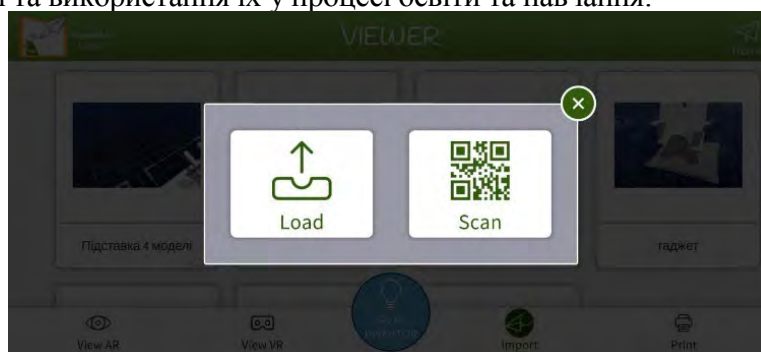 та використання їх у процесі освіти та навчання.
VIEWER
Load
Scan
Підставка 4 моделі
гаджет
View AR
View VR
Import
Print